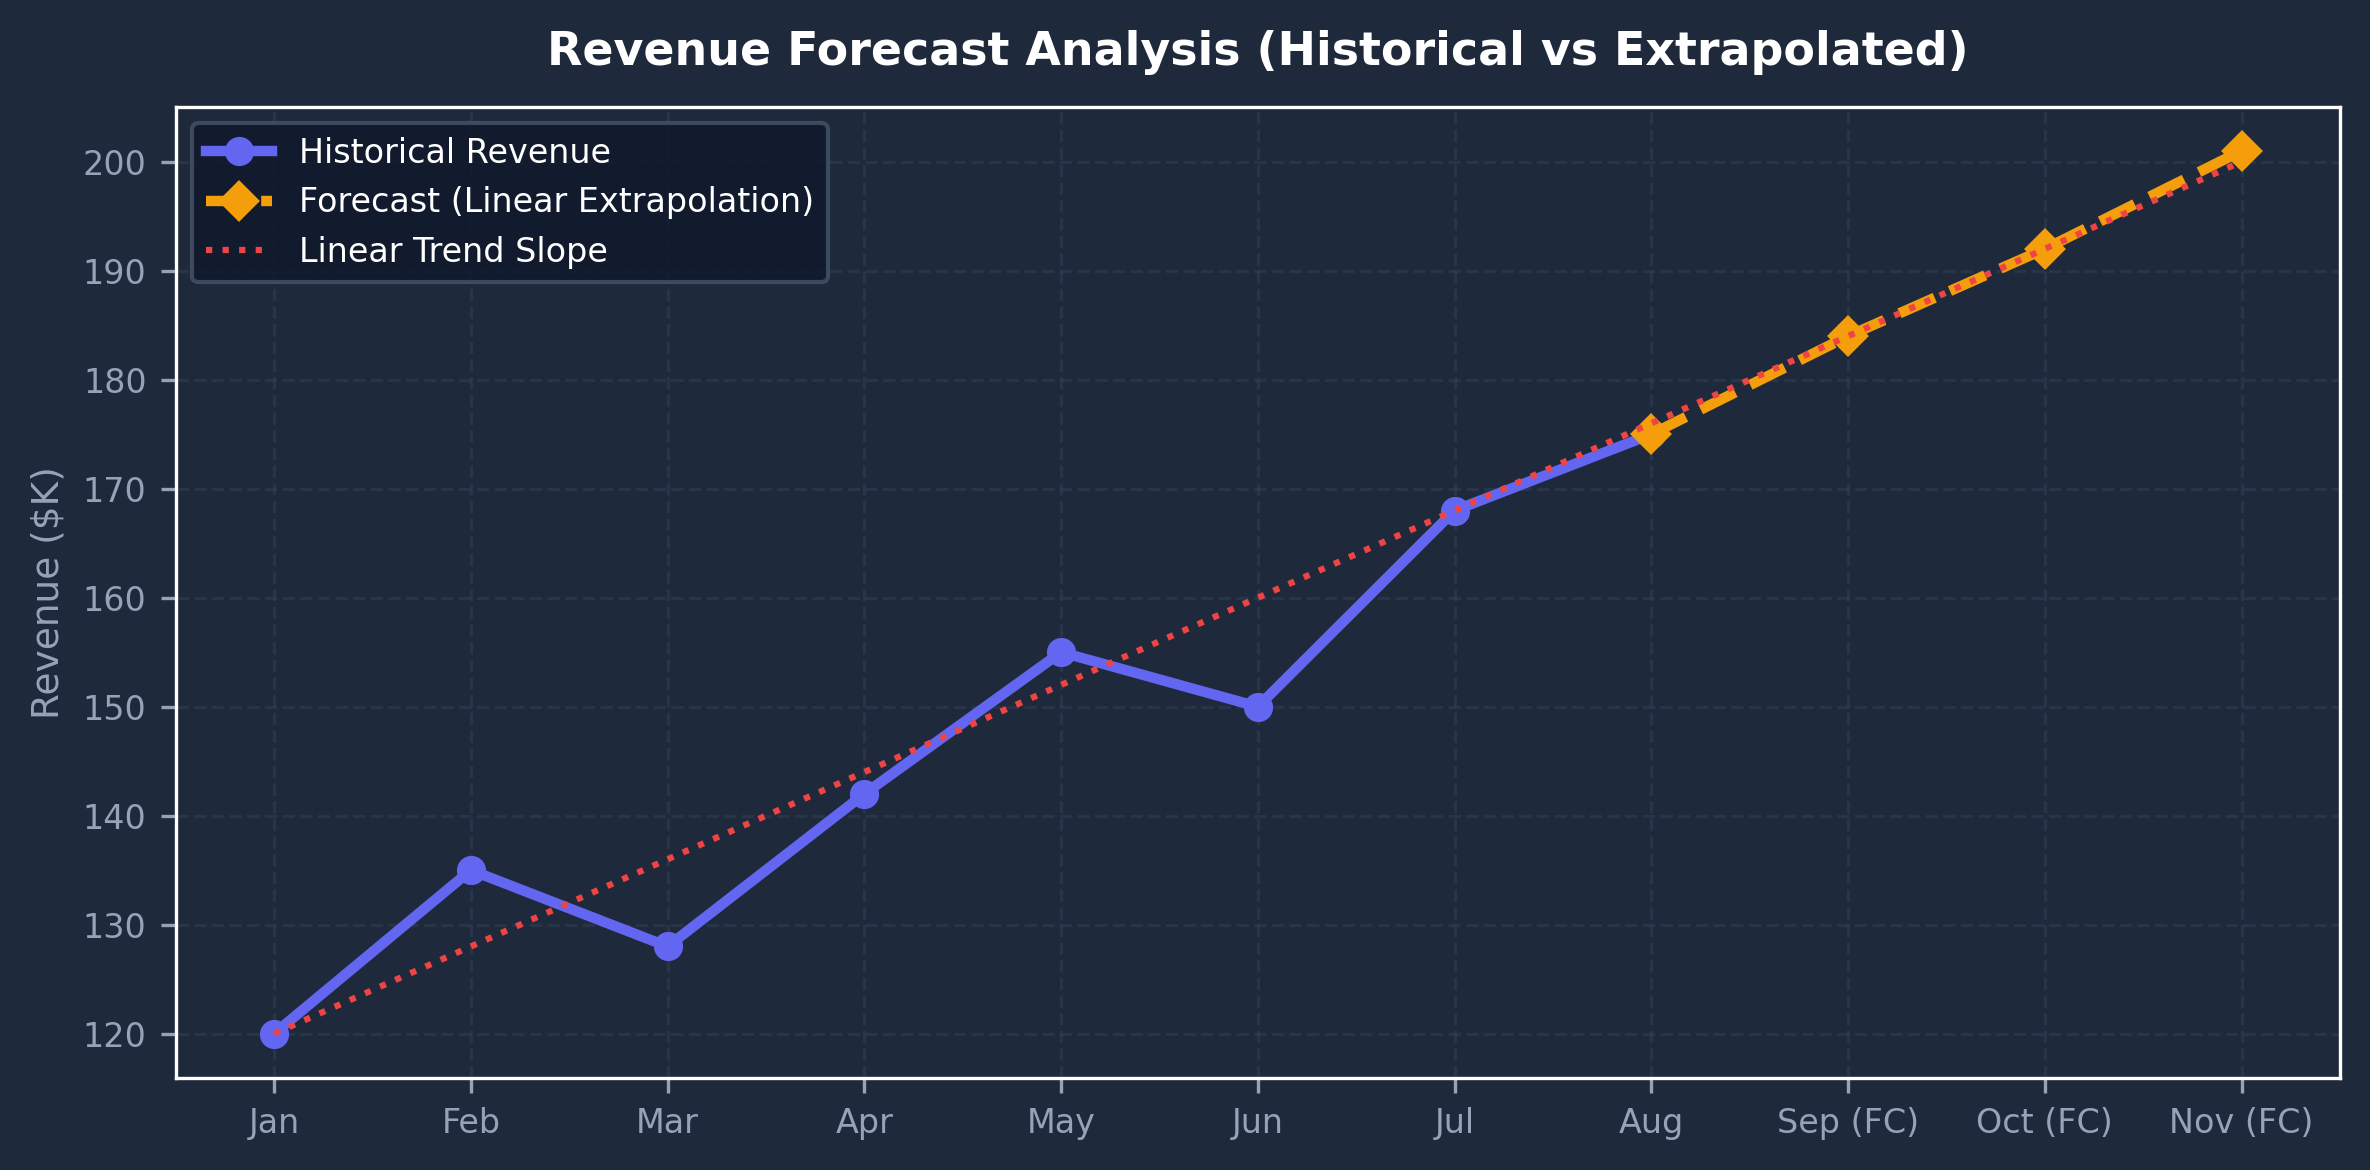 Revenue Forecast Analysis (Historical vs Extrapolated)
Historical Revenue
Forecast (Linear Extrapolation)
Linear Trend Slope
Revenue ($K)
200
190
180
170
160
150
140
130
120
Jan Feb Mar Apr May Jun Jul Aug Sep (FC) Oct (FC) Nov (FC)